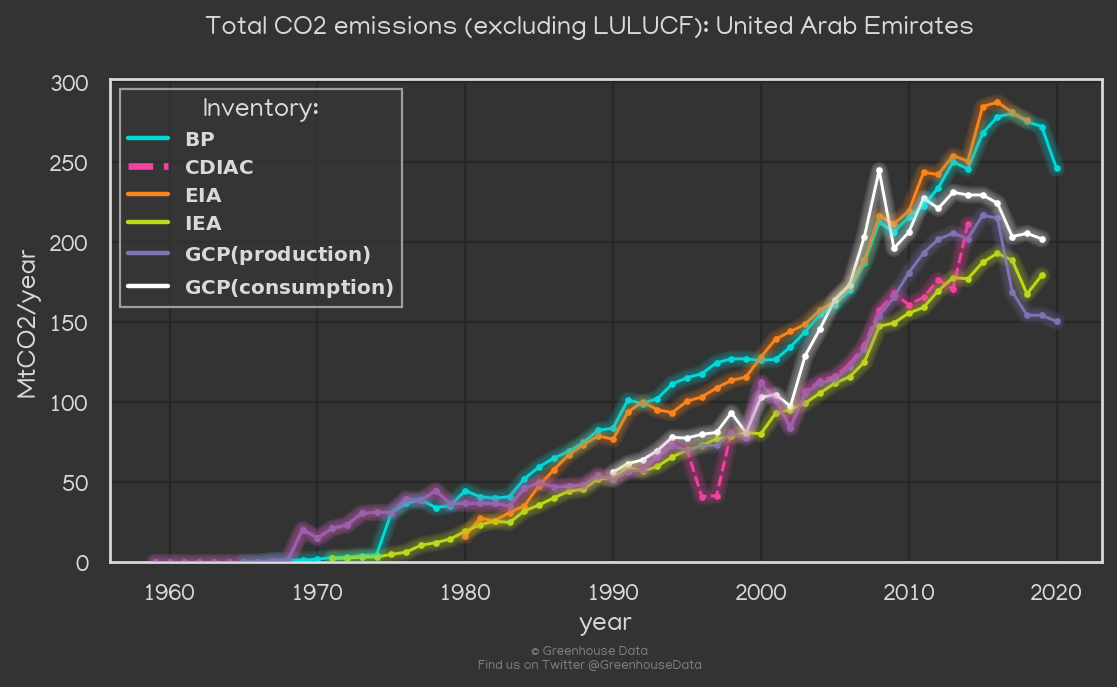 Total CO2 emissions (excluding LULUCF): United Arab Emirates
300
250
200
150
100
50
0
MtCO2/year
Inventory:
BP
CDIAC
EIA
IEA
GCP(production)
GCP(consumption)
1960 1970 1980 1990 2000 2010 2020
year
© Greenhouse Data
Find us on Twitter @GreenhouseData